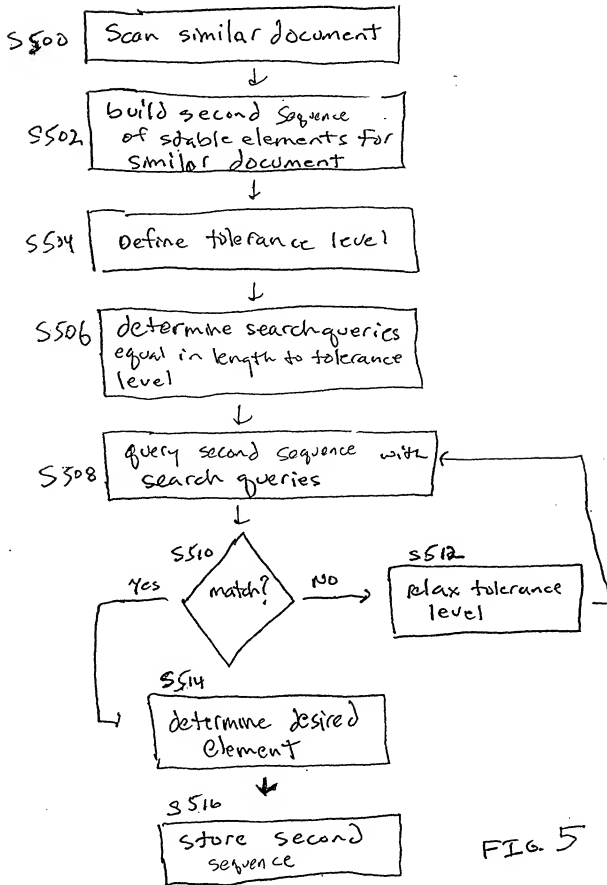 S500
Scan similar document
S502
build second sequence
of stable elements for
similar document
S504
Define tolerance level
S506
determine search queries
equal in length to tolerance
level
S508
query second sequence with
search queries
S510
match?
Yes
NO
S512
relax tolerance
level
S514
determine desired
element
S516
store second
sequence
FIG. 5